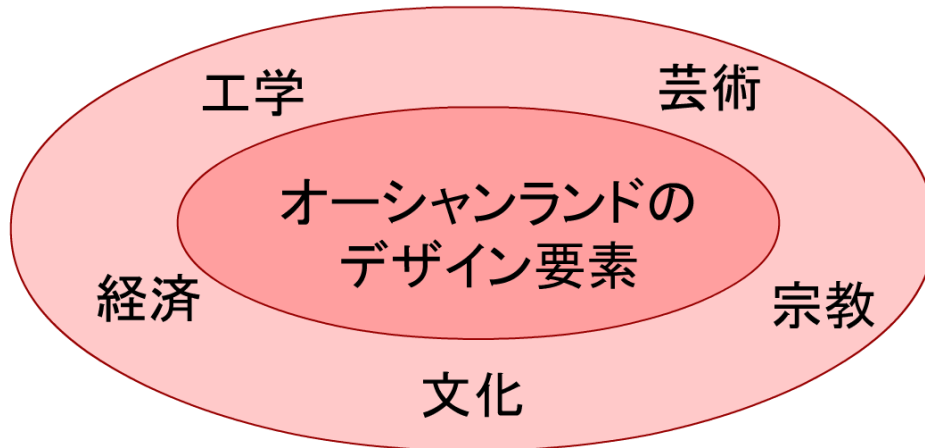 工学
芸術
オーシャンランドの
デザイン要素
経済
宗教
文化